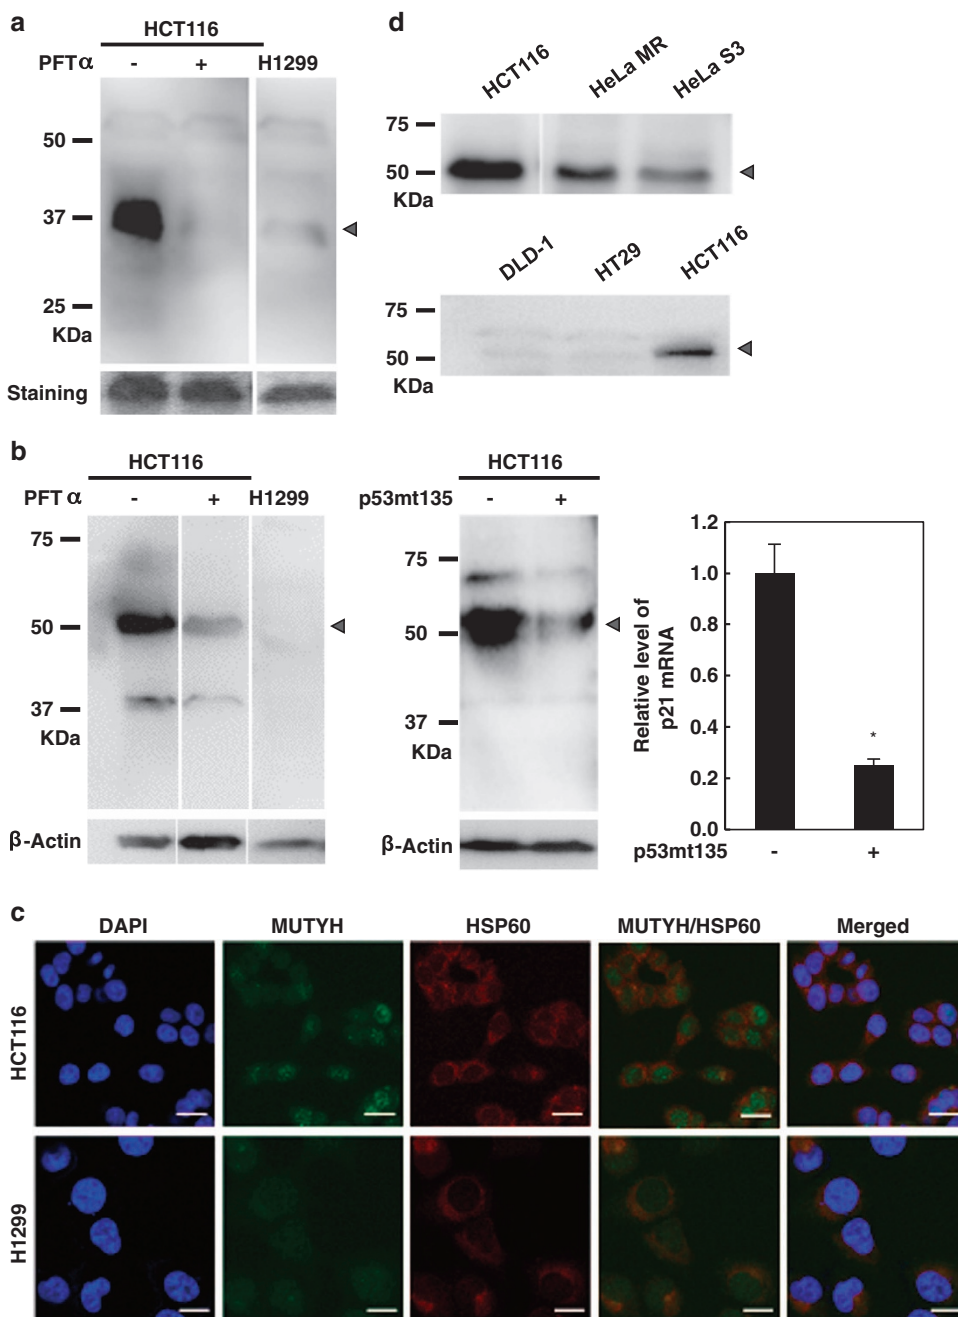 a
HCT116
PFTα - + H1299
50
37
25
KDa
Staining
d
HCT116 HeLa MR HeLa S3
75
50
KDa
DLD-1 HT29 HCT116
75
50
KDa
b
HCT116
PFT α - + H1299
75
50
37
KDa
β-Actin
HCT116
p53mt135 - +
75
50
37
KDa
β-Actin
Relative level of
p21 mRNA
1.2
1.0
0.8
0.6
0.4
0.2
0.0
*
p53mt135 - +
c
DAPI MUTYH HSP60 MUTYH/HSP60 Merged
HCT116
H1299